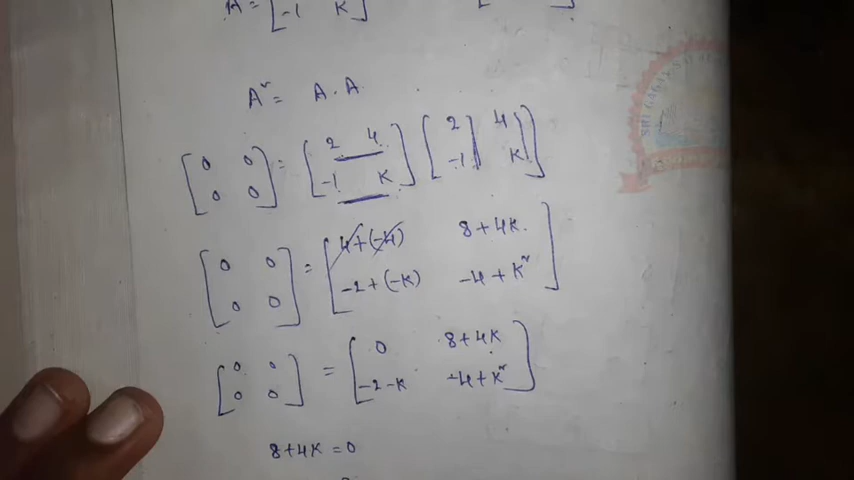 A = [ -1 K ]
A² = A . A
[ 0 0 ; 0 0 ] = [ 2 4 ; -1 K ] [ 2 4 ; -1 K ]
[ 0 0 ; 0 0 ] = [ 4+(-4) 8+4K ; -2+(-K) -4+K² ]
[ 0 0 ; 0 0 ] = [ 0 8+4K ; -2-K -4+K² ]
8+4K = 0